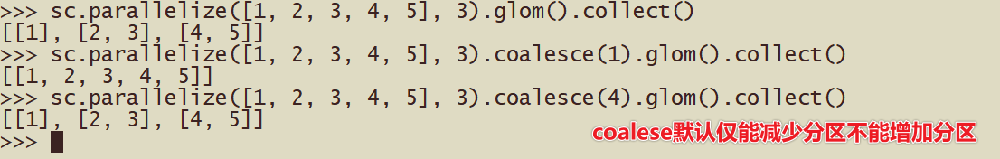 >>> sc.parallelize([1, 2, 3, 4, 5], 3).glom().collect()
[[1], [2, 3], [4, 5]]
>>> sc.parallelize([1, 2, 3, 4, 5], 3).coalesce(1).glom().collect()
[[1, 2, 3, 4, 5]]
>>> sc.parallelize([1, 2, 3, 4, 5], 3).coalesce(4).glom().collect()
[[1], [2, 3], [4, 5]]
>>>
coalese默认仅能减少分区不能增加分区